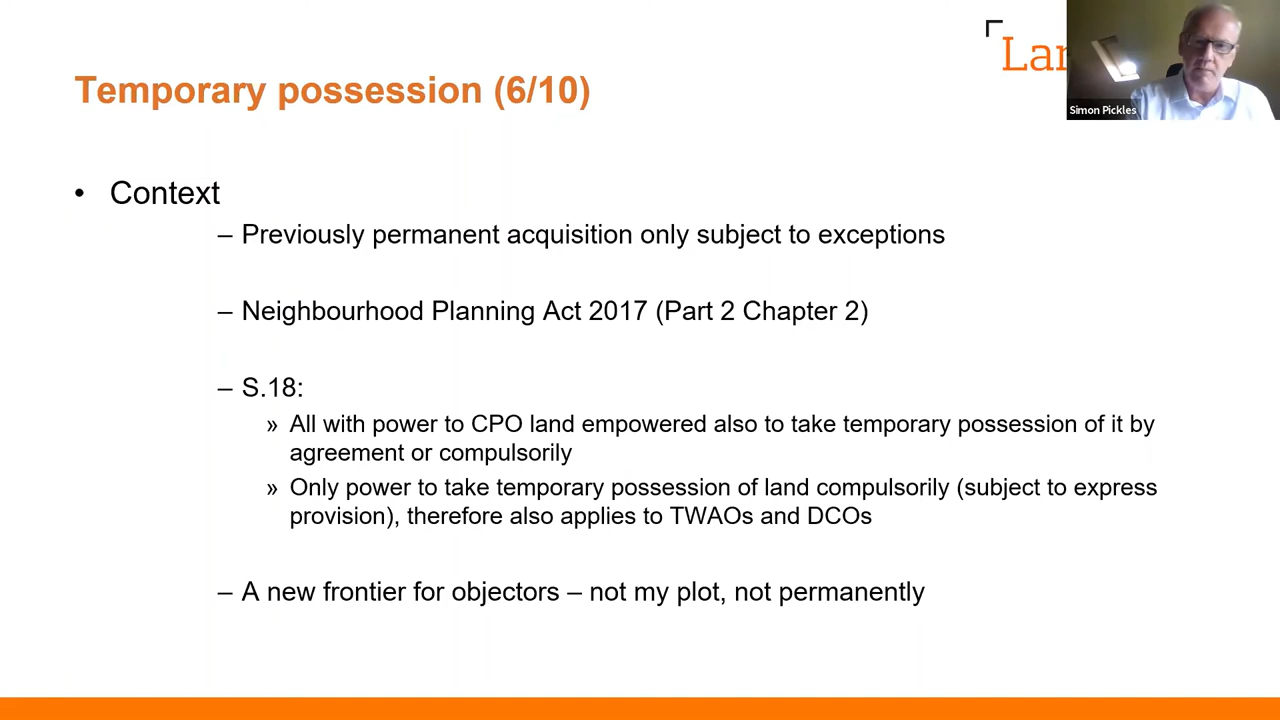 Temporary possession (6/10)
Simon Pickles
• Context
– Previously permanent acquisition only subject to exceptions
– Neighbourhood Planning Act 2017 (Part 2 Chapter 2)
– S.18:
» All with power to CPO land empowered also to take temporary possession of it by
agreement or compulsorily
» Only power to take temporary possession of land compulsorily (subject to express
provision), therefore also applies to TWAOs and DCOs
– A new frontier for objectors – not my plot, not permanently